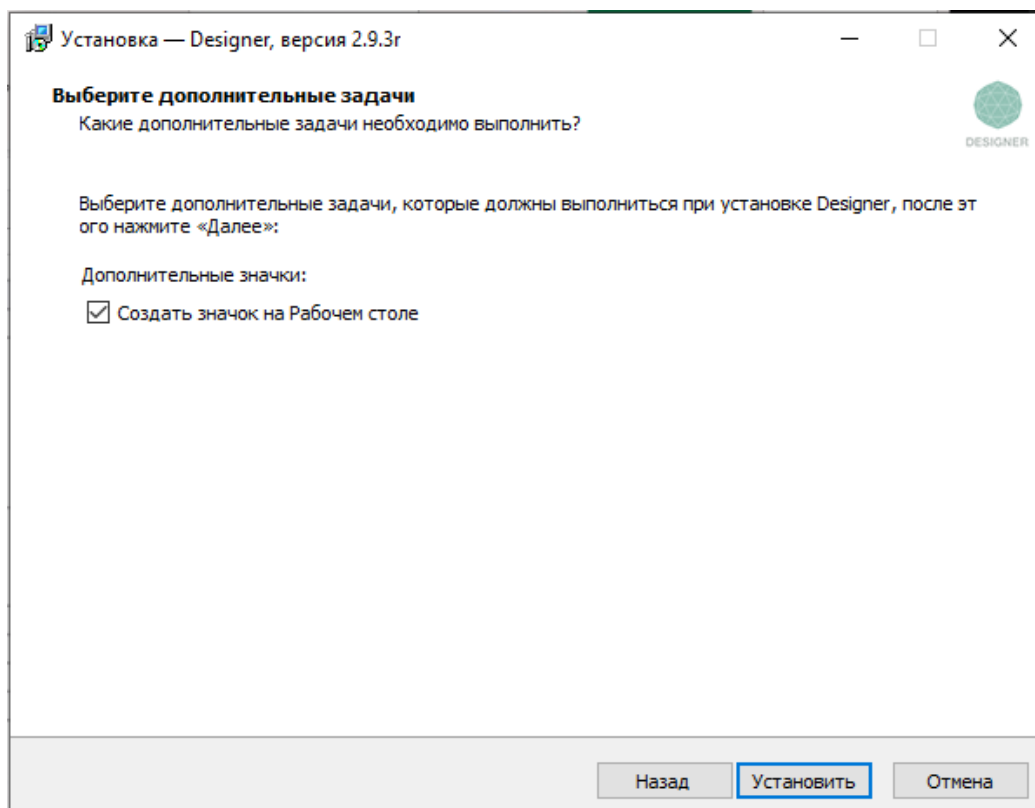 Установка — Designer, версия 2.9.3r
Выберите дополнительные задачи
Какие дополнительные задачи необходимо выполнить?
DESIGNER
Выберите дополнительные задачи, которые должны выполниться при установке Designer, после эт
ого нажмите «Далее»:
Дополнительные значки:
Создать значок на Рабочем столе
Назад
Установить
Отмена